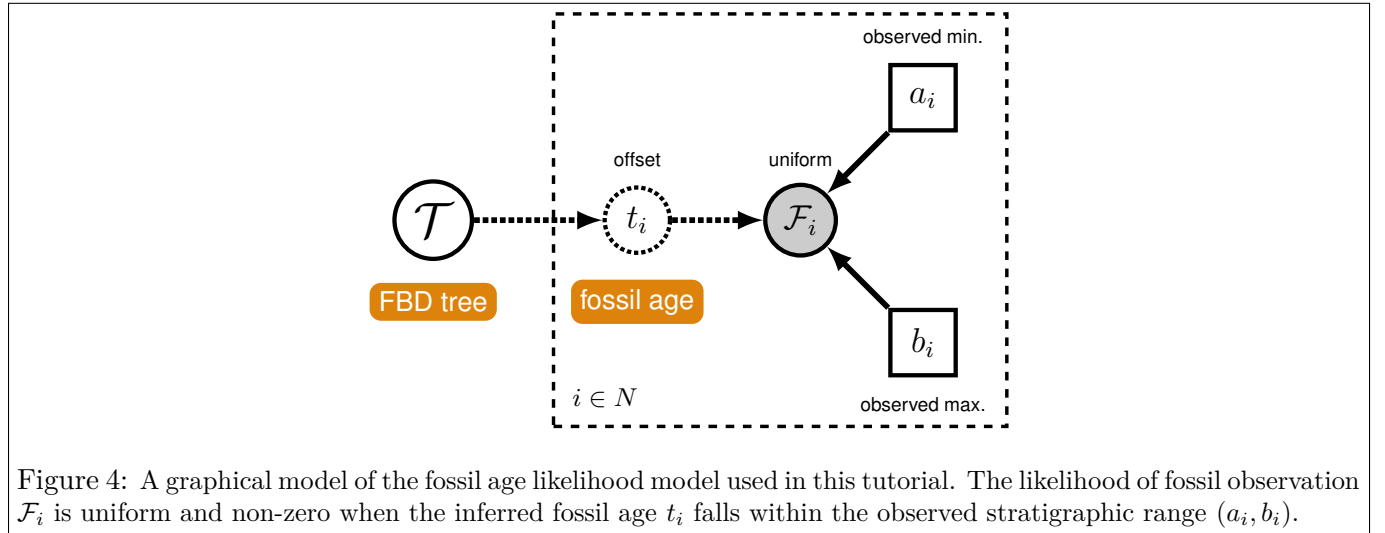 observed min.
a_i
offset
uniform
𝒯
t_i
ℱ_i
FBD tree
fossil age
b_i
i ∈ N
observed max.
Figure 4: A graphical model of the fossil age likelihood model used in this tutorial. The likelihood of fossil observation
ℱ_i is uniform and non-zero when the inferred fossil age t_i falls within the observed stratigraphic range (a_i, b_i).